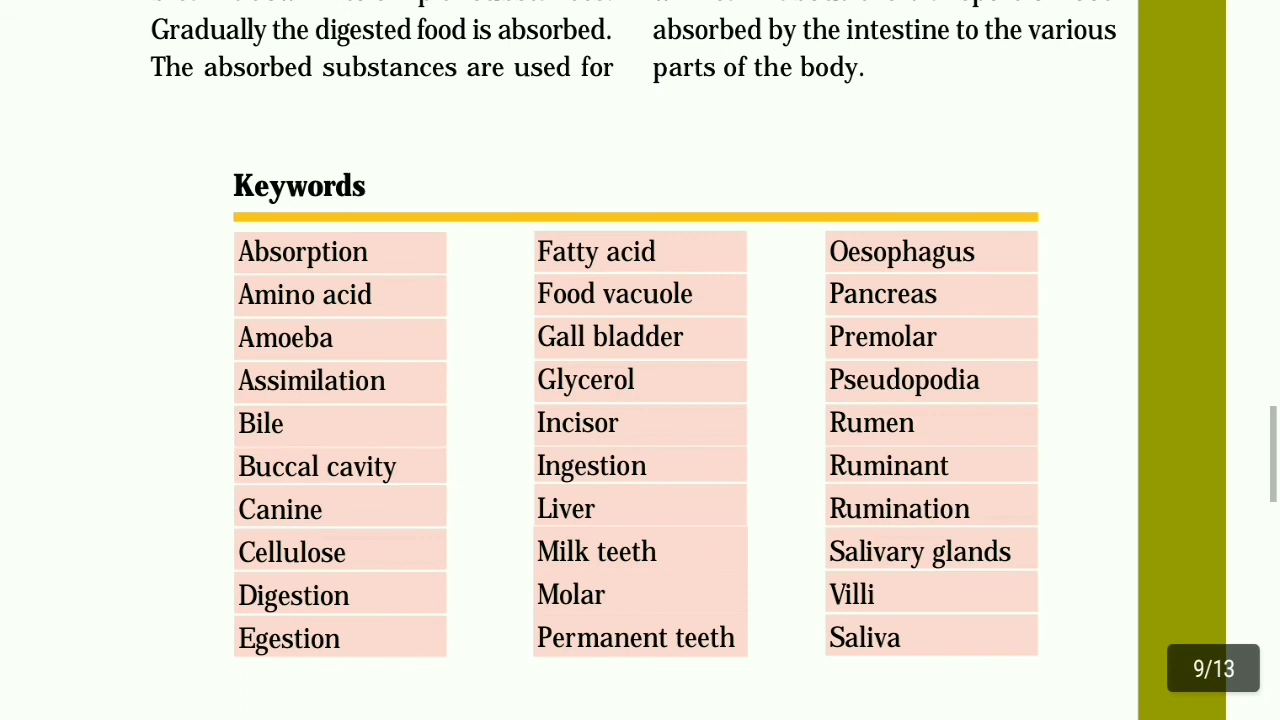 Gradually the digested food is absorbed.
The absorbed substances are used for
absorbed by the intestine to the various
parts of the body.
Keywords
Absorption
Amino acid
Amoeba
Assimilation
Bile
Buccal cavity
Canine
Cellulose
Digestion
Egestion
Fatty acid
Food vacuole
Gall bladder
Glycerol
Incisor
Ingestion
Liver
Milk teeth
Molar
Permanent teeth
Oesophagus
Pancreas
Premolar
Pseudopodia
Rumen
Ruminant
Rumination
Salivary glands
Villi
Saliva
9/13